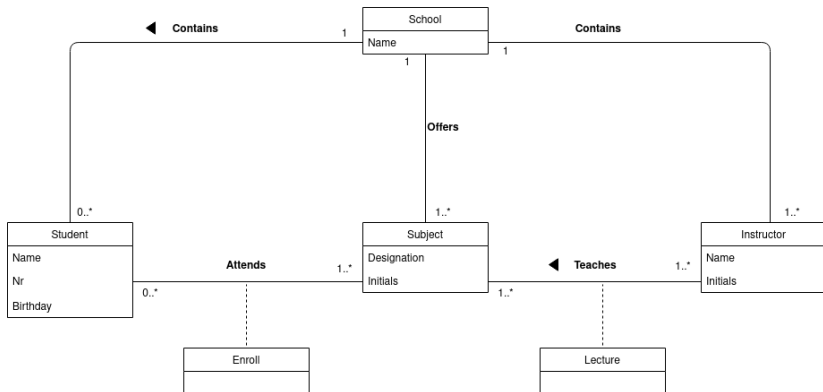 School
Contains
1
Contains
Name
1
1
Offers
0..*
1..*
1..*
Student
Subject
Instructor
Name
Designation
Name
Attends
1..*
Teaches
1..*
Nr
Initials
Initials
0..*
1..*
Birthday
Enroll
Lecture